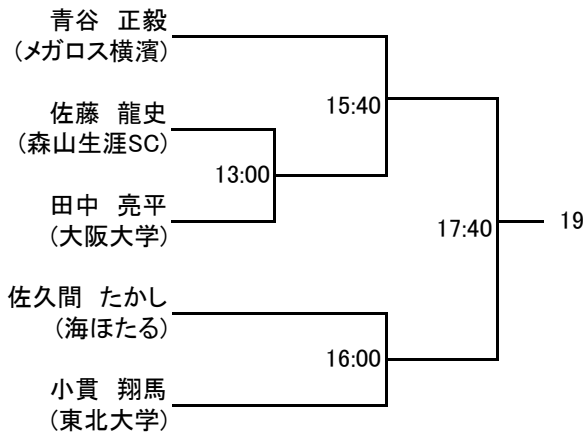 青谷　正毅
(メガロス横濱)
15:40
佐藤　龍史
(森山生涯SC)
13:00
田中　亮平
(大阪大学)
17:40
19
佐久間　たかし
(海ほたる)
16:00
小貫　翔馬
(東北大学)